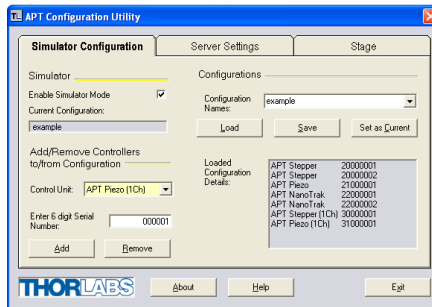 APT Configuration Utility
Simulator Configuration
Server Settings
Stage
Simulator
Enable Simulator Mode
Current Configuration:
example
Add/Remove Controllers
to/from Configuration
Control Unit: APT Piezo (1Ch)
Enter 6 digit Serial
Number: 000001
Add Remove
Configurations
Configuration
Names: example
Load Save Set as Current
Loaded
Configuration
Details:
APT Stepper 20000001
APT Stepper 20000002
APT Piezo 21000001
APT NanoTrak 22000001
APT NanoTrak 22000002
APT Stepper (1Ch) 30000001
APT Piezo (1Ch) 31000001
THORLABS About Help Exit